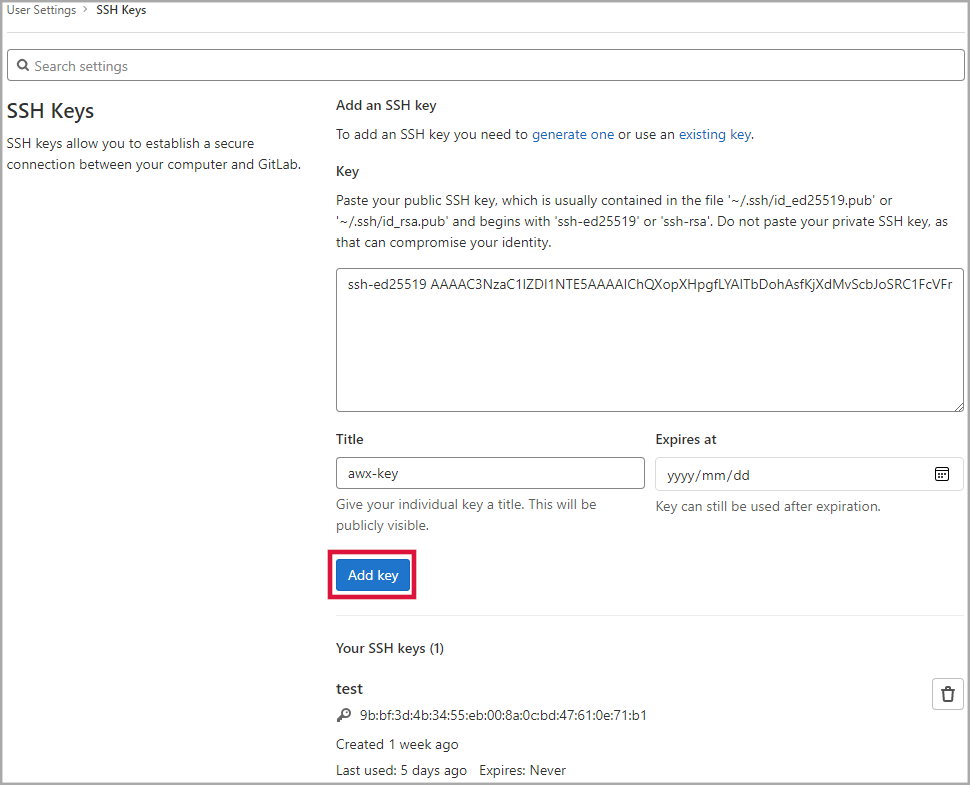 User Settings > SSH Keys
Search settings
SSH Keys
SSH keys allow you to establish a secure
connection between your computer and GitLab.
Add an SSH key
To add an SSH key you need to generate one or use an existing key.
Key
Paste your public SSH key, which is usually contained in the file '~/.ssh/id_ed25519.pub' or
'~/.ssh/id_rsa.pub' and begins with 'ssh-ed25519' or 'ssh-rsa'. Do not paste your private SSH key, as
that can compromise your identity.
ssh-ed25519 AAAAC3NzaC1lZDI1NTE5AAAAIChQXopXHpgfLYAITbDohAsfKjXdMvScbJoSRC1FcVFr
Title
Expires at
awx-key
yyyy/mm/dd
Give your individual key a title. This will be
publicly visible.
Key can still be used after expiration.
Add key
Your SSH keys (1)
test
9b:bf:3d:4b:34:55:eb:00:8a:0c:bd:47:61:0e:71:b1
Created 1 week ago
Last used: 5 days ago Expires: Never